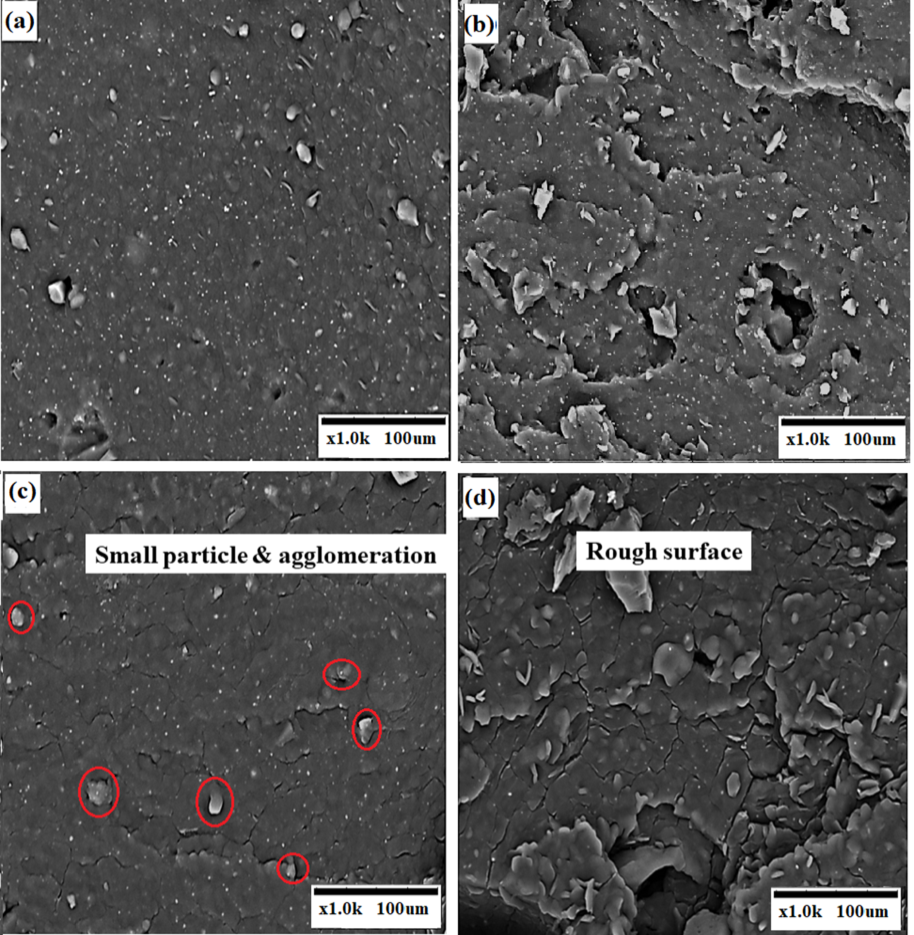 (a)
(b)
x1.0k 100um
x1.0k 100um
(c)
(d)
Small particle & agglomeration
Rough surface
x1.0k 100um
x1.0k 100um